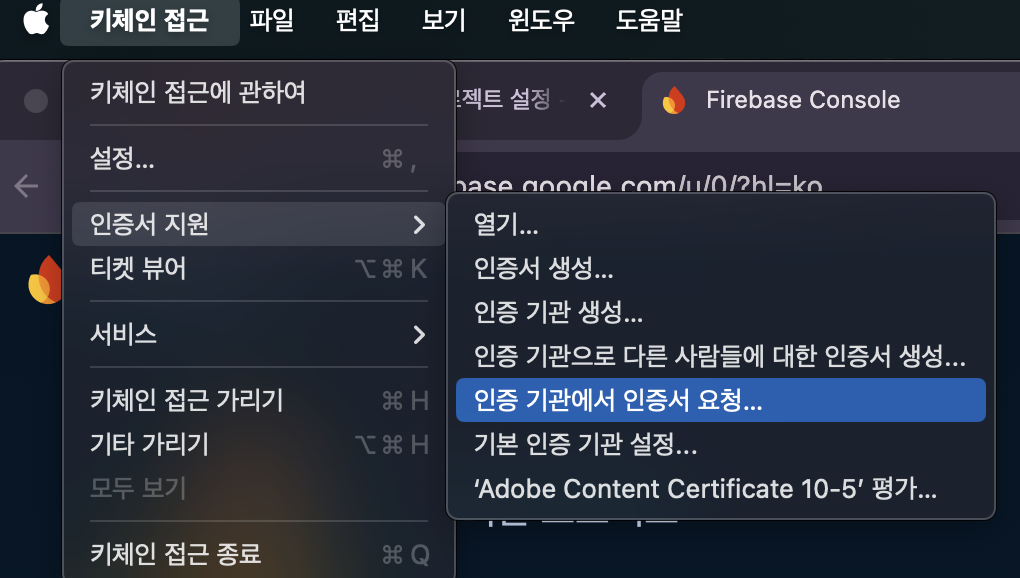 키체인 접근 파일 편집 보기 윈도우 도움말
키체인 접근에 관하여
젝트 설정
Firebase Console
설정... ⌘ ,
base.google.com/u/0/?hl=ko
인증서 지원
티켓 뷰어 ⌥⌘K
서비스
키체인 접근 가리기 ⌘H
기타 가리기 ⌥⌘H
모두 보기
키체인 접근 종료 ⌘Q
열기...
인증서 생성...
인증 기관 생성...
인증 기관으로 다른 사람들에 대한 인증서 생성...
인증 기관에서 인증서 요청...
기본 인증 기관 설정...
‘Adobe Content Certificate 10-5’ 평가...